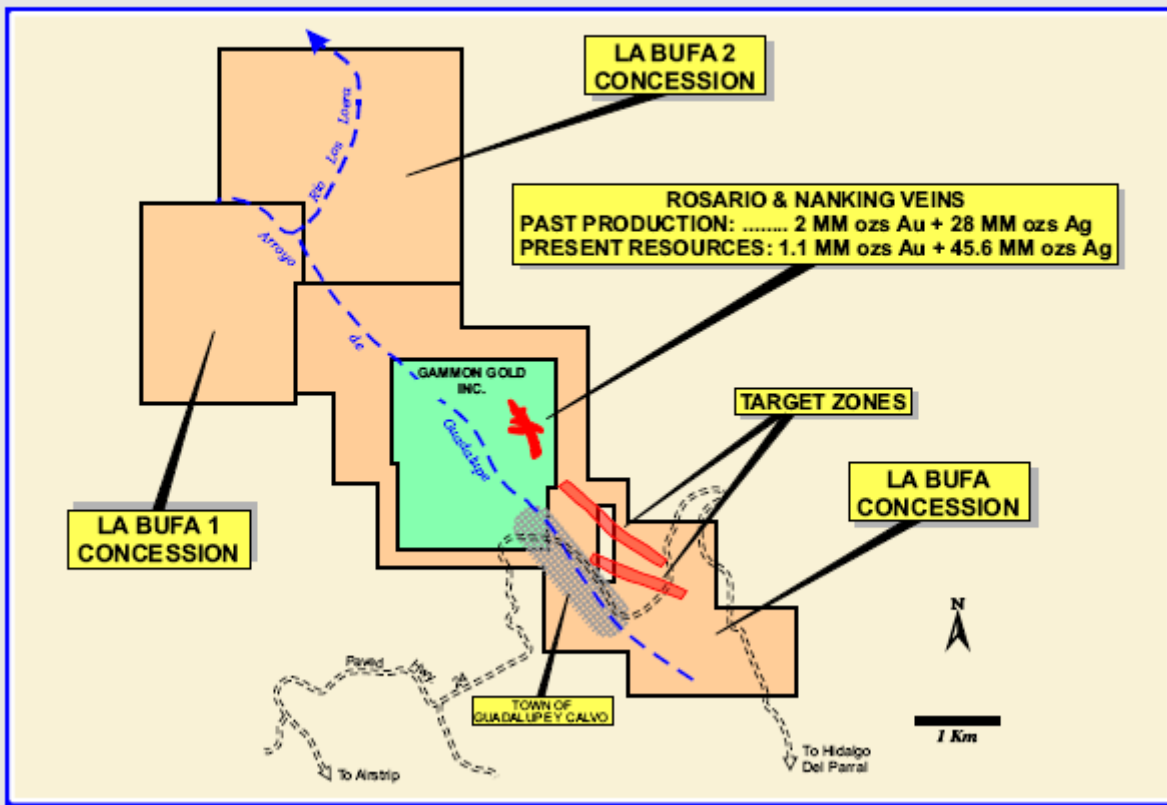 LA BUFA 2
CONCESSION
Rio Los Loera
ROSARIO & NANKING VEINS
PAST PRODUCTION: ........ 2 MM ozs Au + 28 MM ozs Ag
PRESENT RESOURCES: 1.1 MM ozs Au + 45.6 MM ozs Ag
Arroyo de Guadalupe
GAMMON GOLD
INC.
TARGET ZONES
LA BUFA
CONCESSION
LA BUFA 1
CONCESSION
N
Paved Hwy 24
TOWN OF
GUADALUPEY CALVO
1 Km
To Airstrip
To Hidalgo
Del Parral